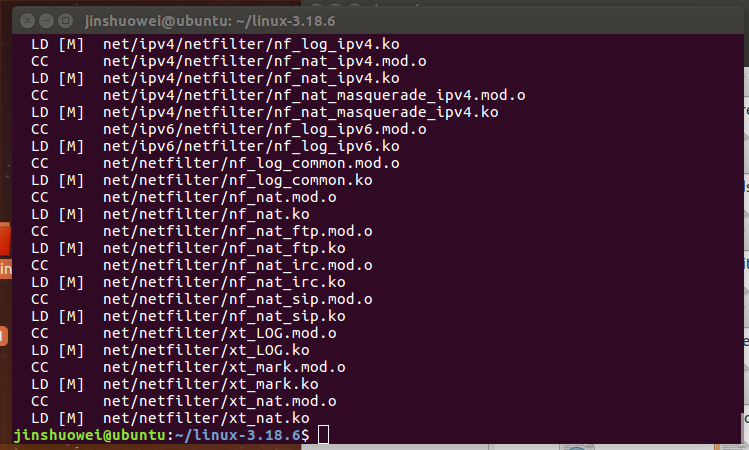 jinshuowei@ubuntu: ~/linux-3.18.6
LD [M]  net/ipv4/netfilter/nf_log_ipv4.ko
CC      net/ipv4/netfilter/nf_nat_ipv4.mod.o
LD [M]  net/ipv4/netfilter/nf_nat_ipv4.ko
CC      net/ipv4/netfilter/nf_nat_masquerade_ipv4.mod.o
LD [M]  net/ipv4/netfilter/nf_nat_masquerade_ipv4.ko
CC      net/ipv6/netfilter/nf_log_ipv6.mod.o
LD [M]  net/ipv6/netfilter/nf_log_ipv6.ko
CC      net/netfilter/nf_log_common.mod.o
LD [M]  net/netfilter/nf_log_common.ko
CC      net/netfilter/nf_nat.mod.o
LD [M]  net/netfilter/nf_nat.ko
CC      net/netfilter/nf_nat_ftp.mod.o
LD [M]  net/netfilter/nf_nat_ftp.ko
CC      net/netfilter/nf_nat_irc.mod.o
LD [M]  net/netfilter/nf_nat_irc.ko
CC      net/netfilter/nf_nat_sip.mod.o
LD [M]  net/netfilter/nf_nat_sip.ko
CC      net/netfilter/xt_LOG.mod.o
LD [M]  net/netfilter/xt_LOG.ko
CC      net/netfilter/xt_mark.mod.o
LD [M]  net/netfilter/xt_mark.ko
CC      net/netfilter/xt_nat.mod.o
LD [M]  net/netfilter/xt_nat.ko
jinshuowei@ubuntu:~/linux-3.18.6$